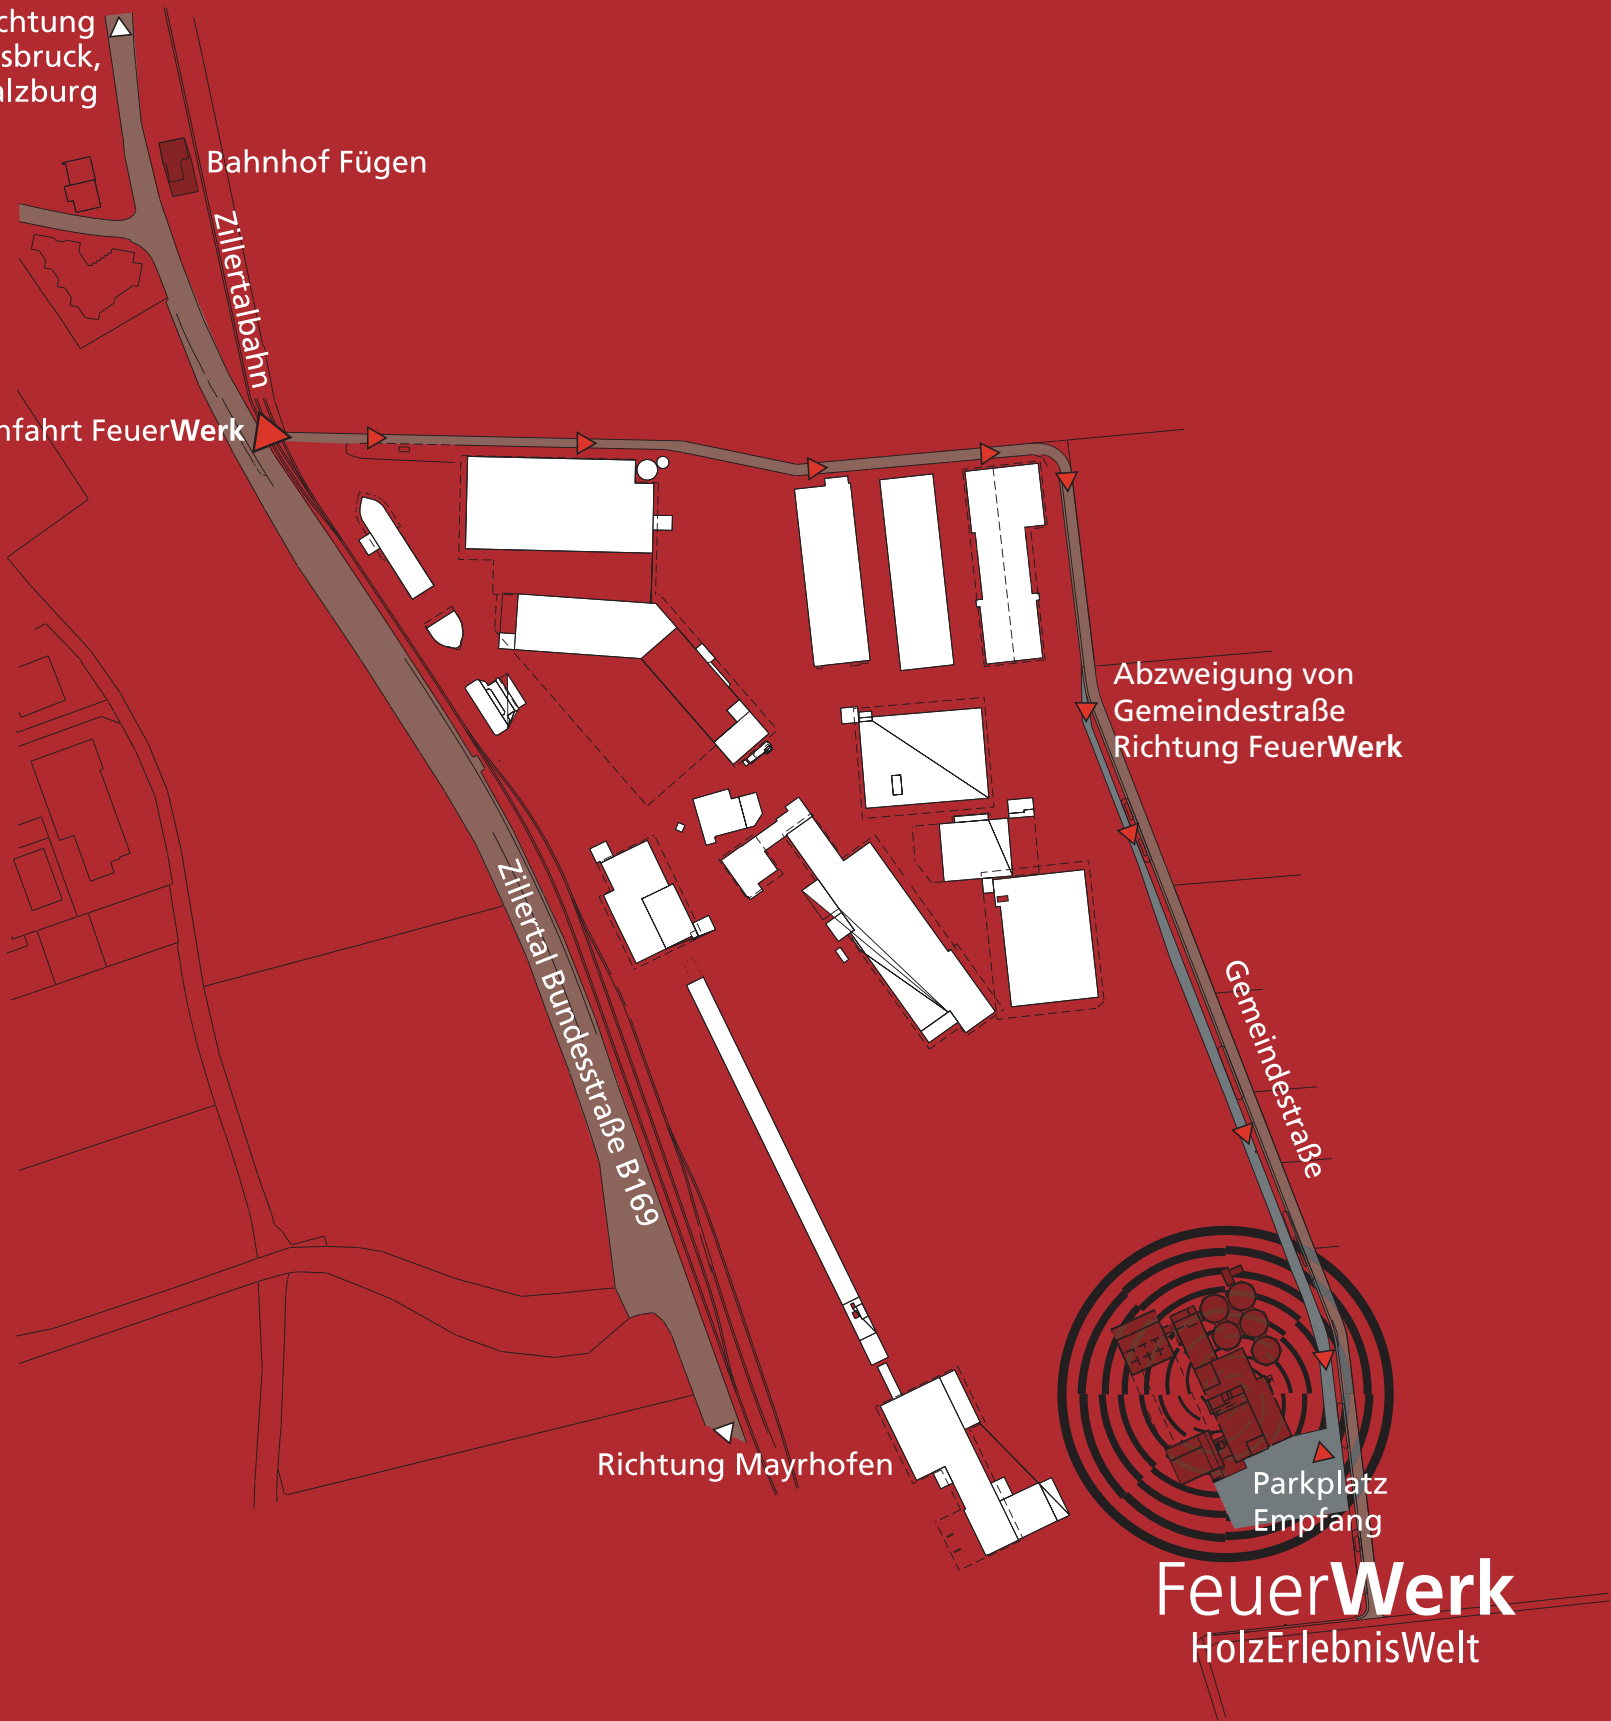 chtung
sbruck,
alzburg
Bahnhof Fügen
Zillertalbahn
nfahrt FeuerWerk
Abzweigung von
Gemeindestraße
Richtung FeuerWerk
Zillertal Bundesstraße B169
Gemeindestraße
Richtung Mayrhofen
Parkplatz
Empfang
FeuerWerk
HolzErlebnisWelt